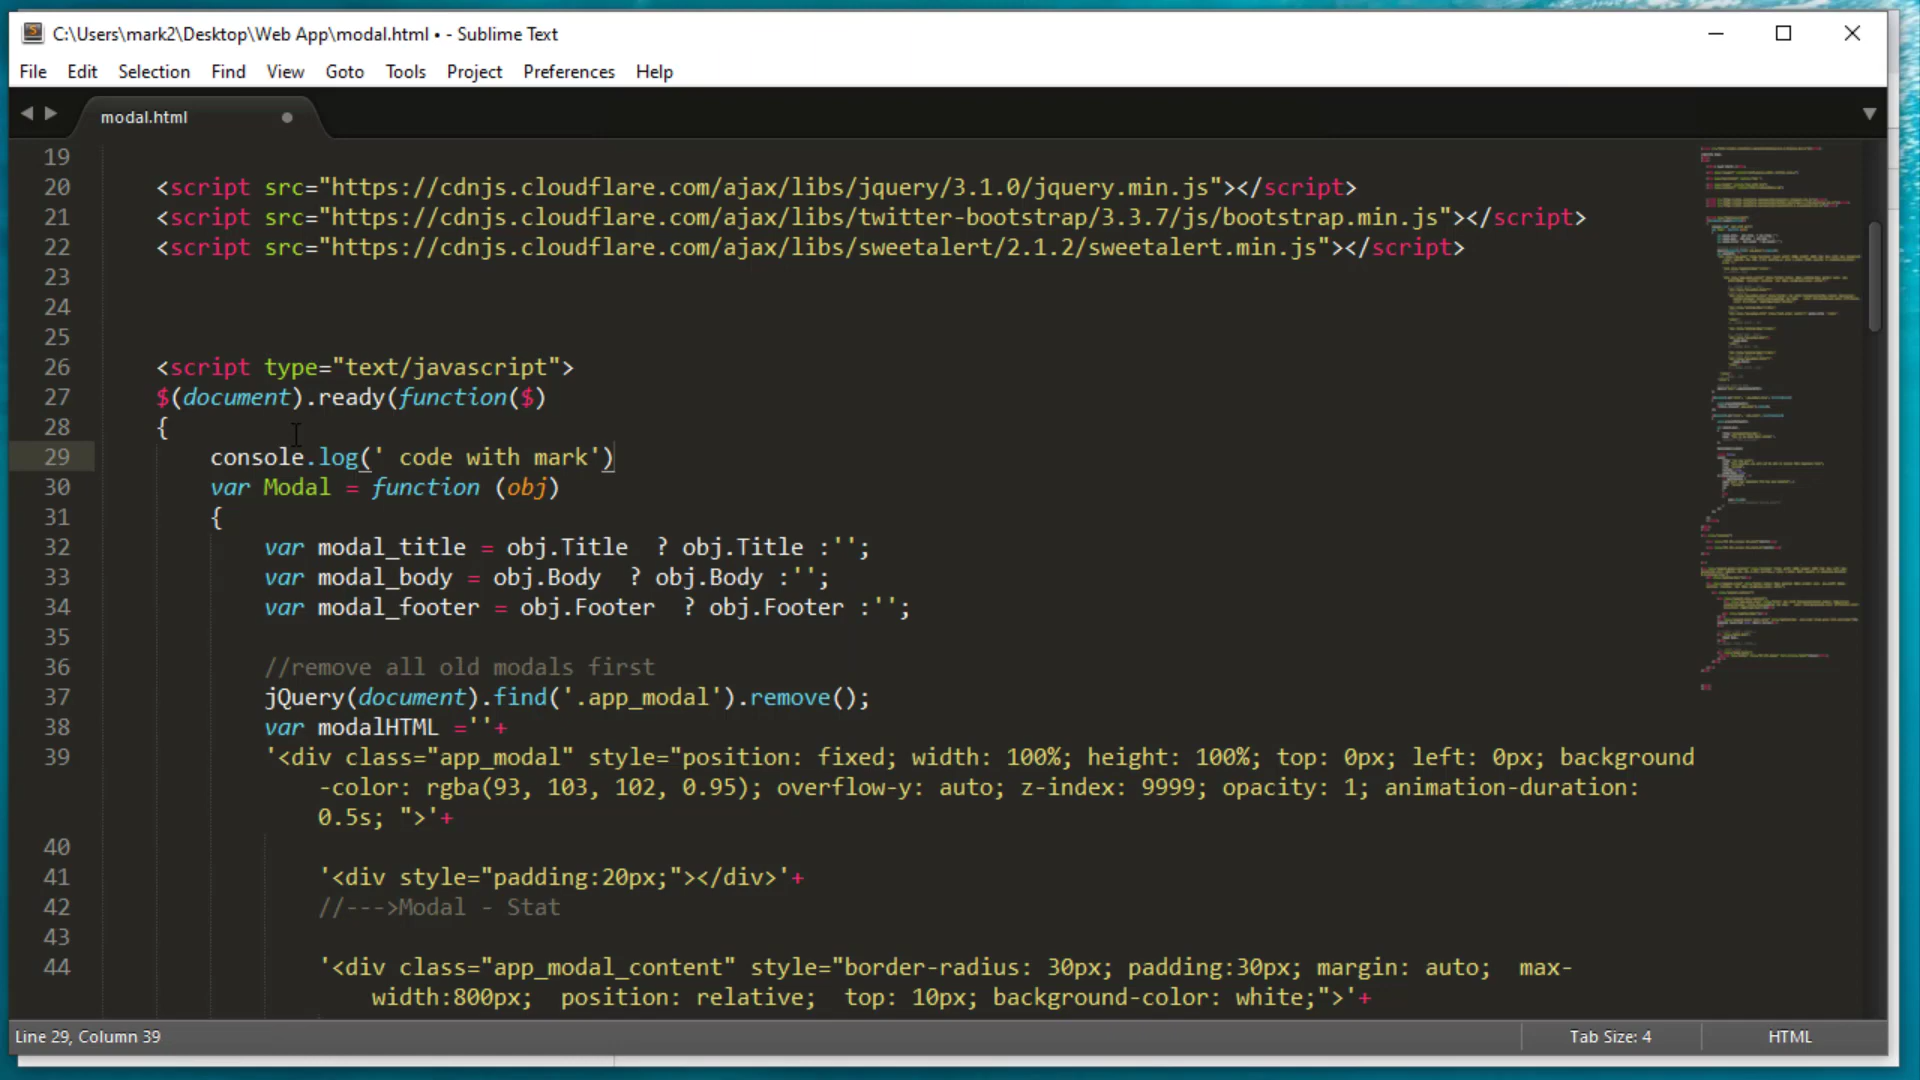 C:\Users\mark2\Desktop\Web App\modal.html • - Sublime Text
File Edit Selection Find View Goto Tools Project Preferences Help
modal.html
19
20 <script src="https://cdnjs.cloudflare.com/ajax/libs/jquery/3.1.0/jquery.min.js"></script>
21 <script src="https://cdnjs.cloudflare.com/ajax/libs/twitter-bootstrap/3.3.7/js/bootstrap.min.js"></script>
22 <script src="https://cdnjs.cloudflare.com/ajax/libs/sweetalert/2.1.2/sweetalert.min.js"></script>
23
24
25
26 <script type="text/javascript">
27 $(document).ready(function($)
28 {
29 console.log(' code with mark')
30 var Modal = function (obj)
31 {
32 var modal_title = obj.Title ? obj.Title :'';
33 var modal_body = obj.Body ? obj.Body :'';
34 var modal_footer = obj.Footer ? obj.Footer :'';
35
36 //remove all old modals first
37 jQuery(document).find('.app_modal').remove();
38 var modalHTML =''+
39 '<div class="app_modal" style="position: fixed; width: 100%; height: 100%; top: 0px; left: 0px; background
-color: rgba(93, 103, 102, 0.95); overflow-y: auto; z-index: 9999; opacity: 1; animation-duration:
0.5s; ">'+
40
41 '<div style="padding:20px;"></div>'+
42 //--->Modal - Stat
43
44 '<div class="app_modal_content" style="border-radius: 30px; padding:30px; margin: auto; max-
width:800px; position: relative; top: 10px; background-color: white;">'+
Line 29, Column 39 Tab Size: 4 HTML